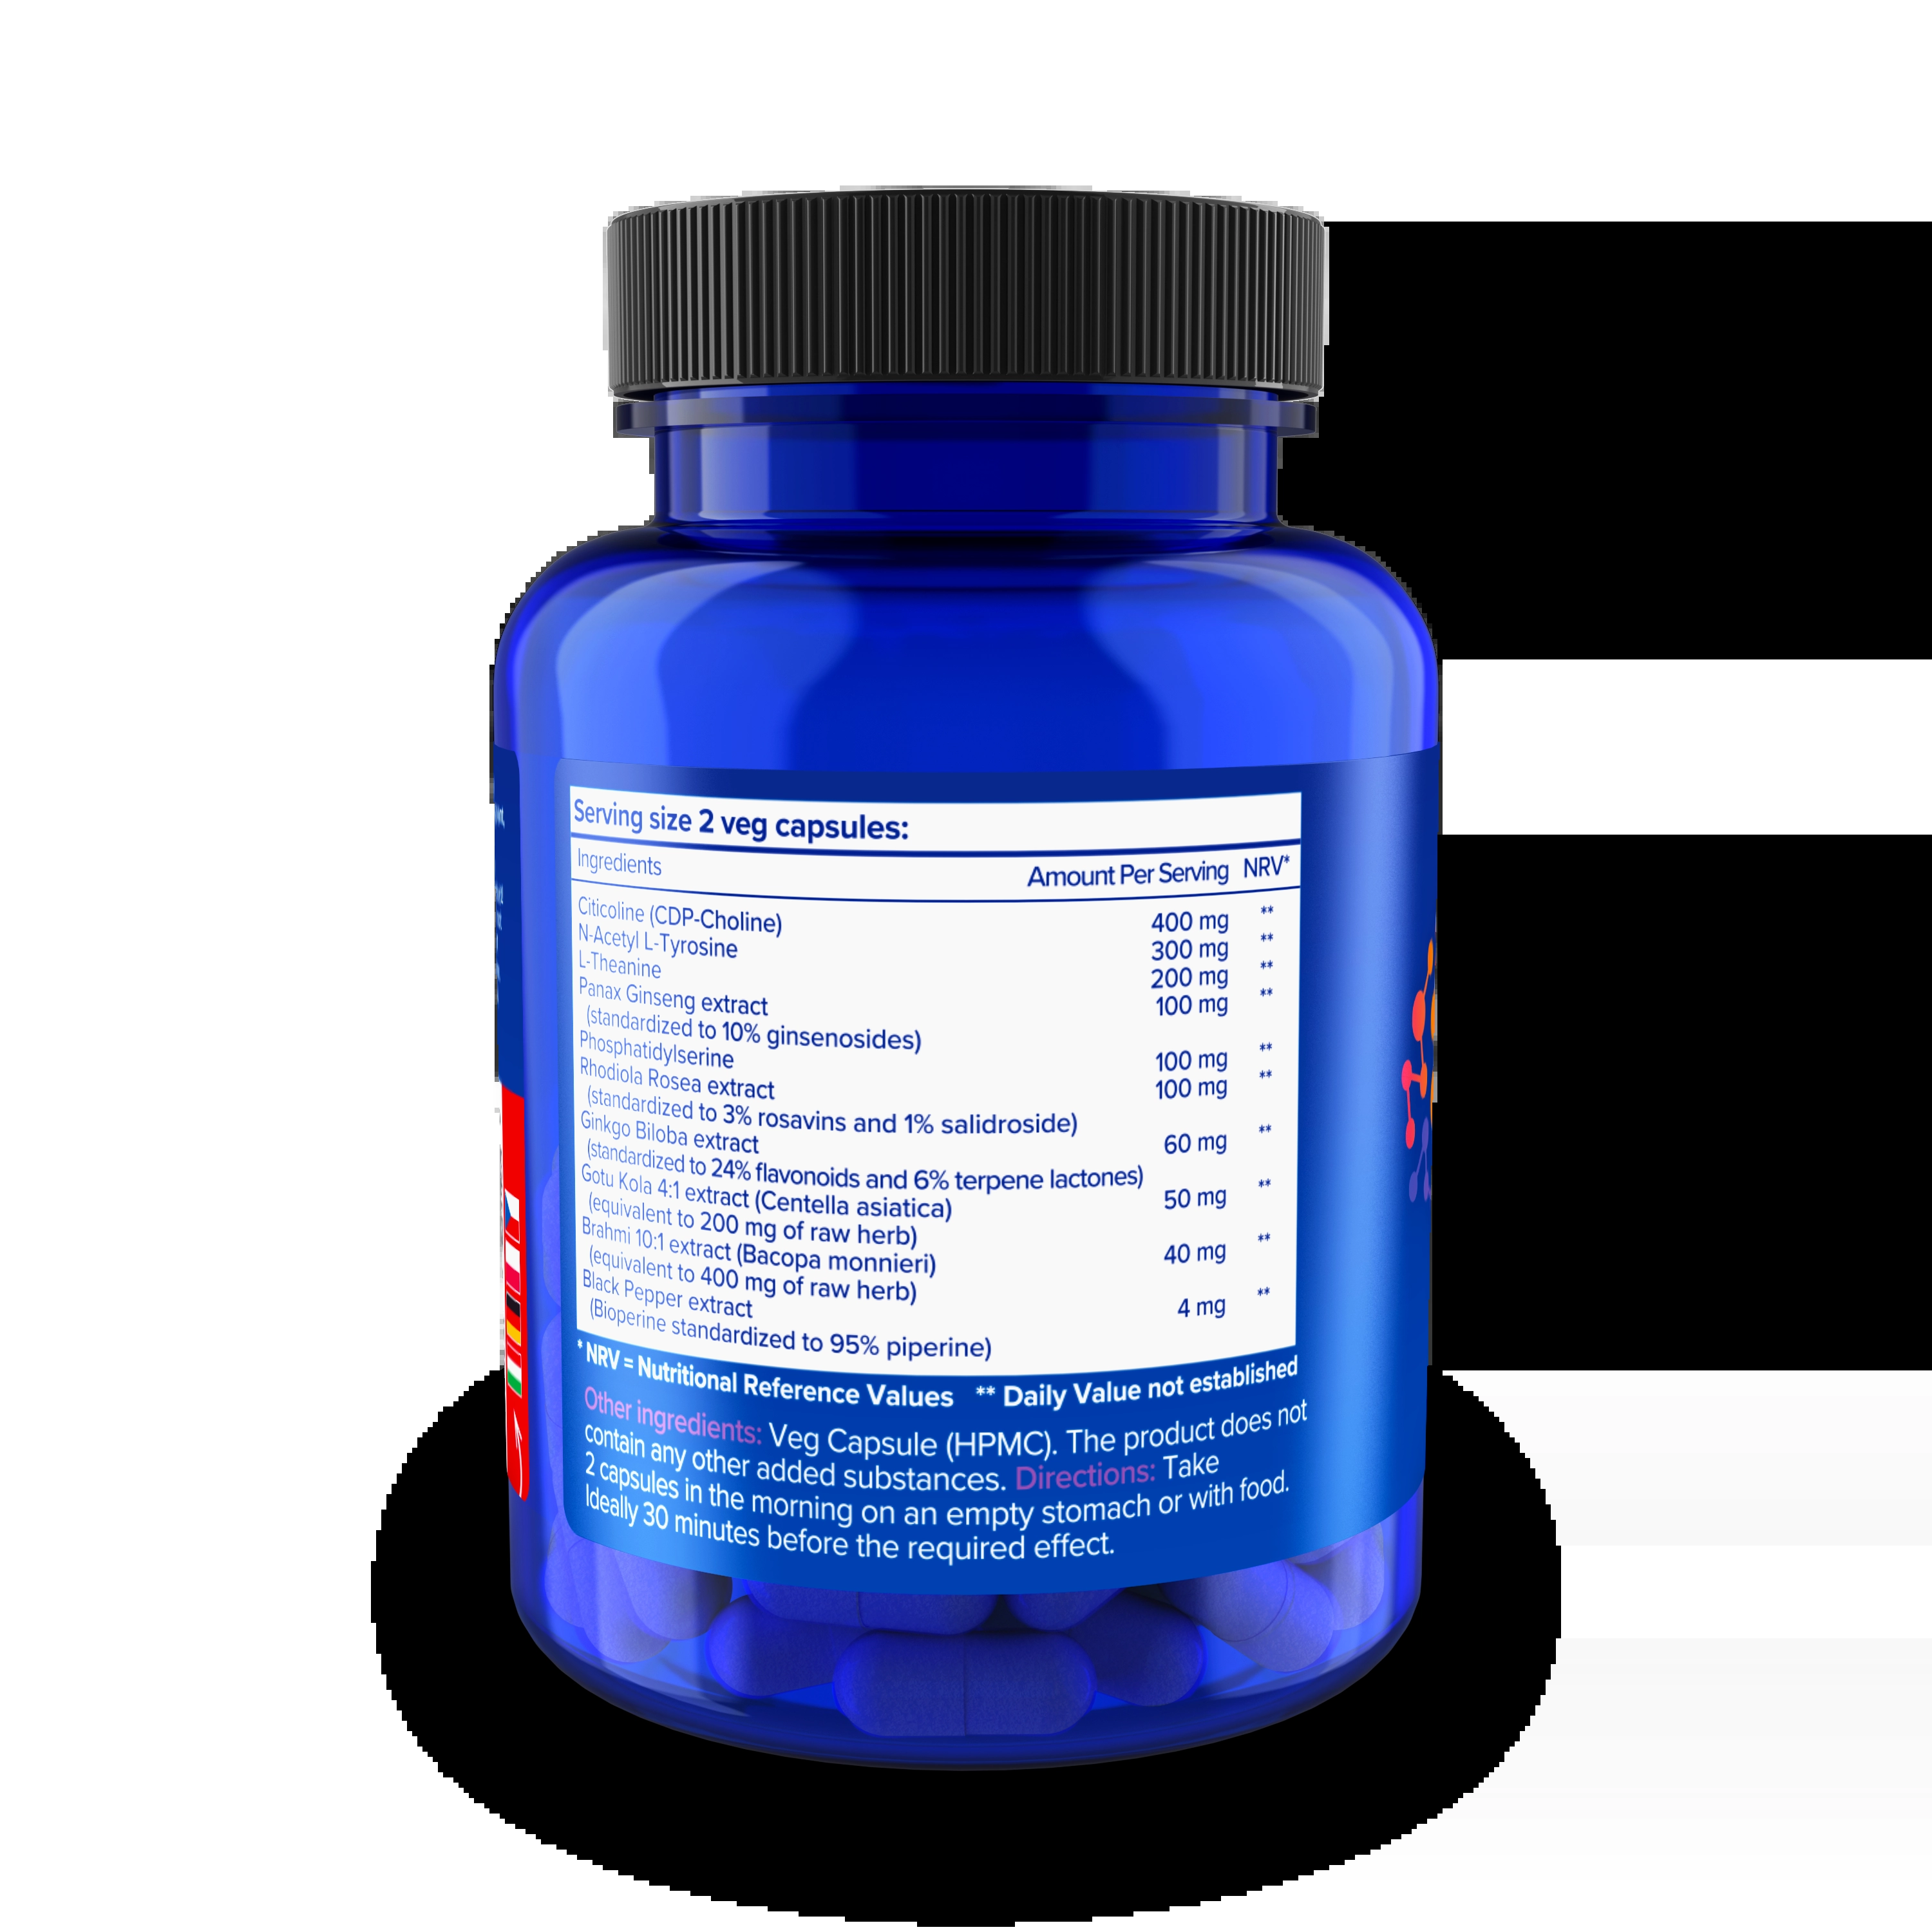 Serving size 2 veg capsules:
Ingredients Amount Per Serving NRV*
Citicoline (CDP-Choline) 400 mg **
N-Acetyl L-Tyrosine 300 mg **
L-Theanine 200 mg **
Panax Ginseng extract 100 mg **
(standardized to 10% ginsenosides)
Phosphatidylserine 100 mg **
Rhodiola Rosea extract 100 mg **
(standardized to 3% rosavins and 1% salidroside)
Ginkgo Biloba extract 60 mg **
(standardized to 24% flavonoids and 6% terpene lactones)
Gotu Kola 4:1 extract (Centella asiatica) 50 mg **
(equivalent to 200 mg of raw herb)
Brahmi 10:1 extract (Bacopa monnieri) 40 mg **
(equivalent to 400 mg of raw herb)
Black Pepper extract 4 mg **
(Bioperine standardized to 95% piperine)
* NRV = Nutritional Reference Values ** Daily Value not established
Other ingredients: Veg Capsule (HPMC). The product does not
contain any other added substances. Directions: Take
2 capsules in the morning on an empty stomach or with food.
Ideally 30 minutes before the required effect.